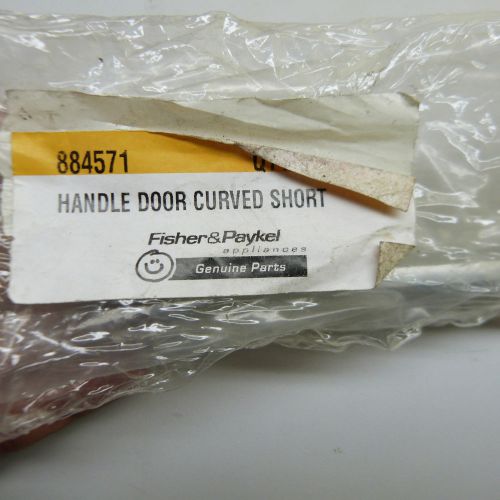 884571
HANDLE DOOR CURVED SHORT
Fisher&Paykel
appliances
Genuine Parts